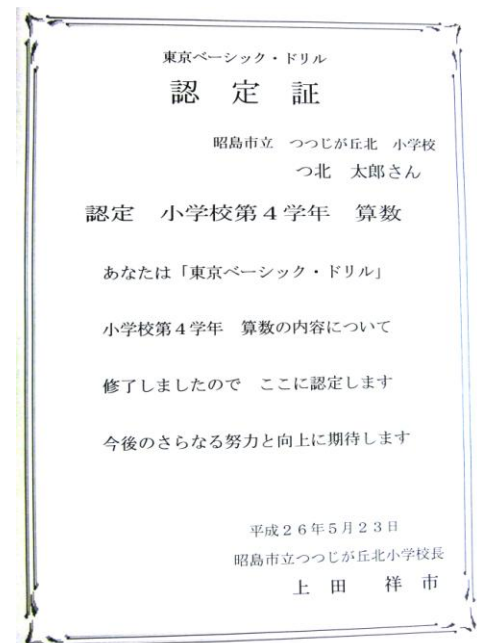 東京ベーシック・ドリル
認 定 証
昭島市立 つつじが丘北 小学校
つ北 太郎さん
認定 小学校第4学年 算数
あなたは「東京ベーシック・ドリル」
小学校第4学年 算数の内容について
修了しましたので ここに認定します
今後のさらなる努力と向上に期待します
平成26年5月23日
昭島市立つつじが丘北小学校長
上 田 祥 市